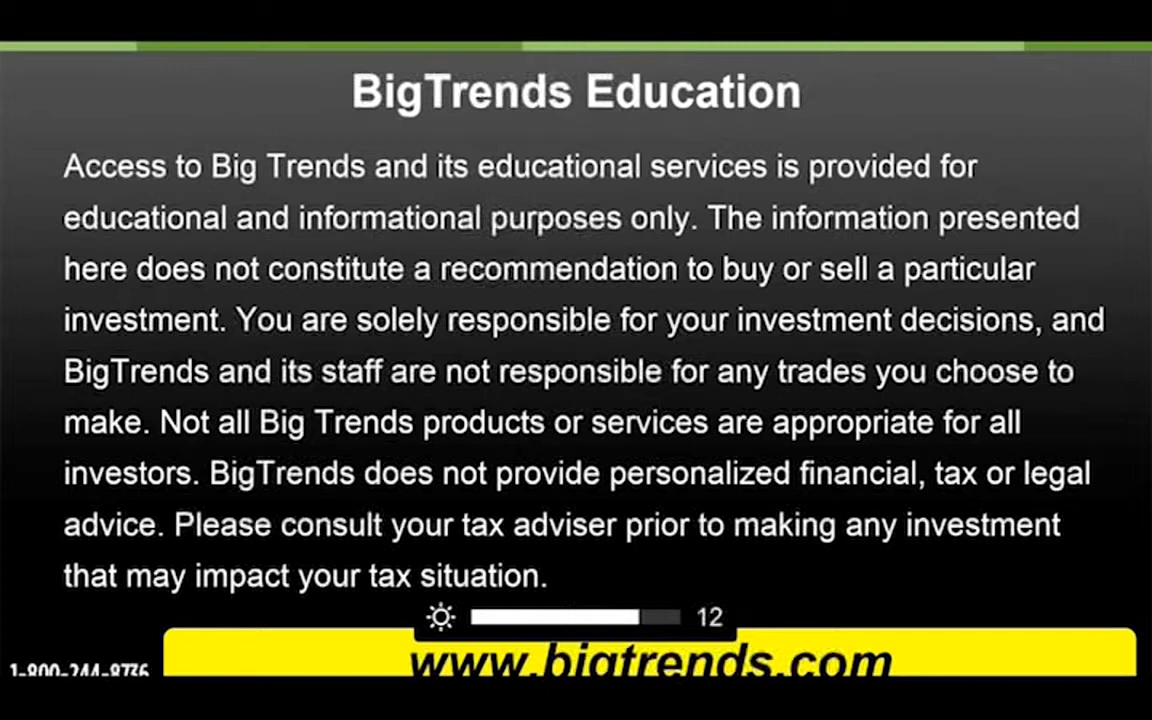 BigTrends Education
Access to Big Trends and its educational services is provided for
educational and informational purposes only. The information presented
here does not constitute a recommendation to buy or sell a particular
investment. You are solely responsible for your investment decisions, and
BigTrends and its staff are not responsible for any trades you choose to
make. Not all Big Trends products or services are appropriate for all
investors. BigTrends does not provide personalized financial, tax or legal
advice. Please consult your tax adviser prior to making any investment
that may impact your tax situation.
12
www.bigtrends.com
1-800-244-8736